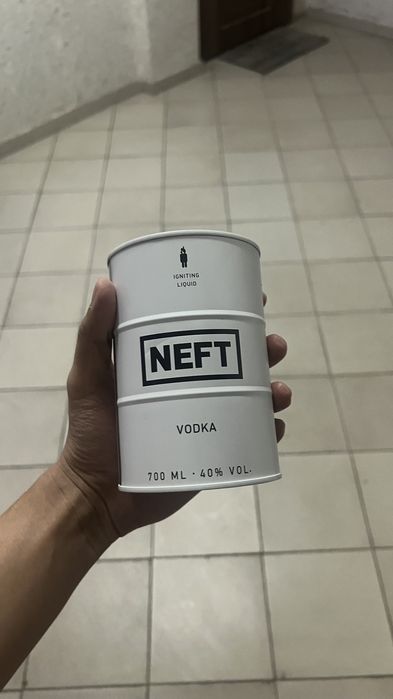 IGNITING
LIQUID
NEFT
VODKA
700 ML · 40% VOL.